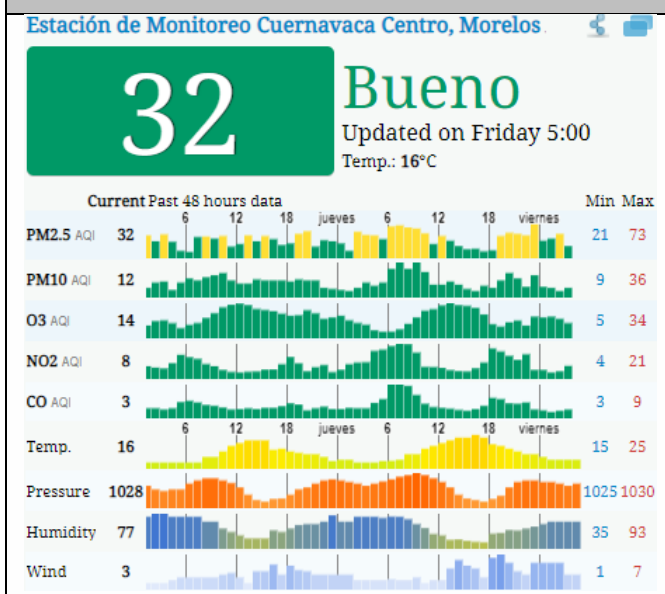 Estación de Monitoreo Cuernavaca Centro, Morelos.
32
Bueno
Updated on Friday 5:00
Temp.: 16°C
Current Past 48 hours data Min Max
6 12 18 jueves 6 12 18 viernes
PM2.5 AQI 32 21 73
PM10 AQI 12 9 36
O3 AQI 14 5 34
NO2 AQI 8 4 21
CO AQI 3 3 9
6 12 18 jueves 6 12 18 viernes
Temp. 16 15 25
Pressure 1028 1025 1030
Humidity 77 35 93
Wind 3 1 7